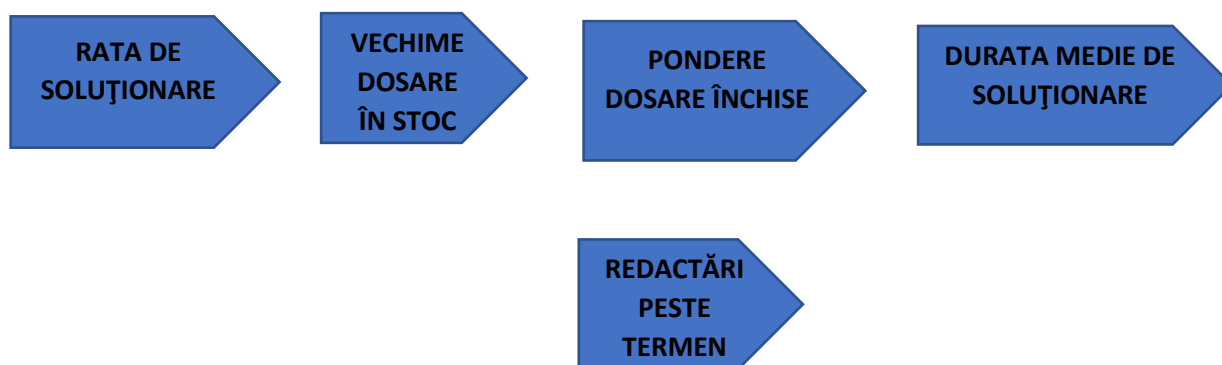 RATA DE
SOLUŢIONARE
VECHIME
DOSARE
ÎN STOC
PONDERE
DOSARE ÎNCHISE
DURATA MEDIE DE
SOLUŢIONARE
REDACTĂRI
PESTE
TERMEN